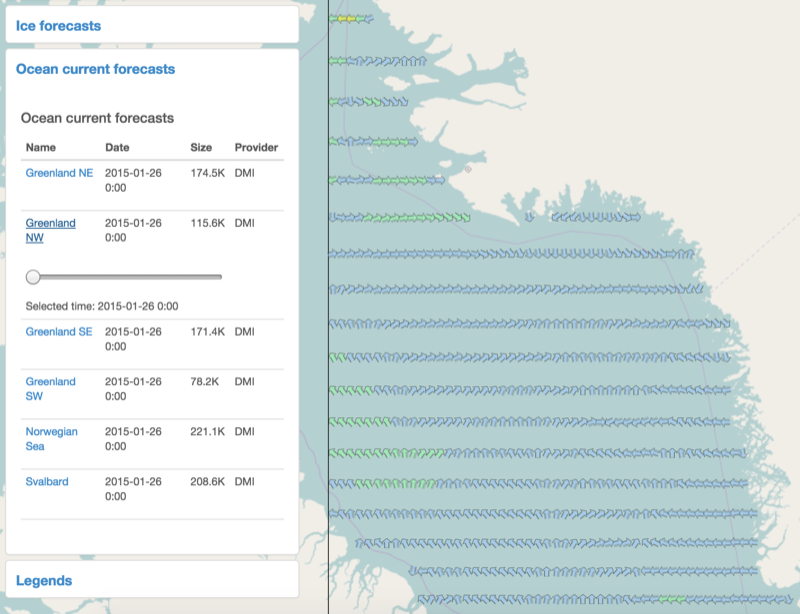 Ice forecasts
Ocean current forecasts
Ocean current forecasts
Name Date Size Provider
Greenland NE 2015-01-26 174.5K DMI
0:00
Greenland 2015-01-26 115.6K DMI
NW 0:00
Selected time: 2015-01-26 0:00
Greenland SE 2015-01-26 171.4K DMI
0:00
Greenland 2015-01-26 78.2K DMI
SW 0:00
Norwegian 2015-01-26 221.1K DMI
Sea 0:00
Svalbard 2015-01-26 208.6K DMI
0:00
Legends